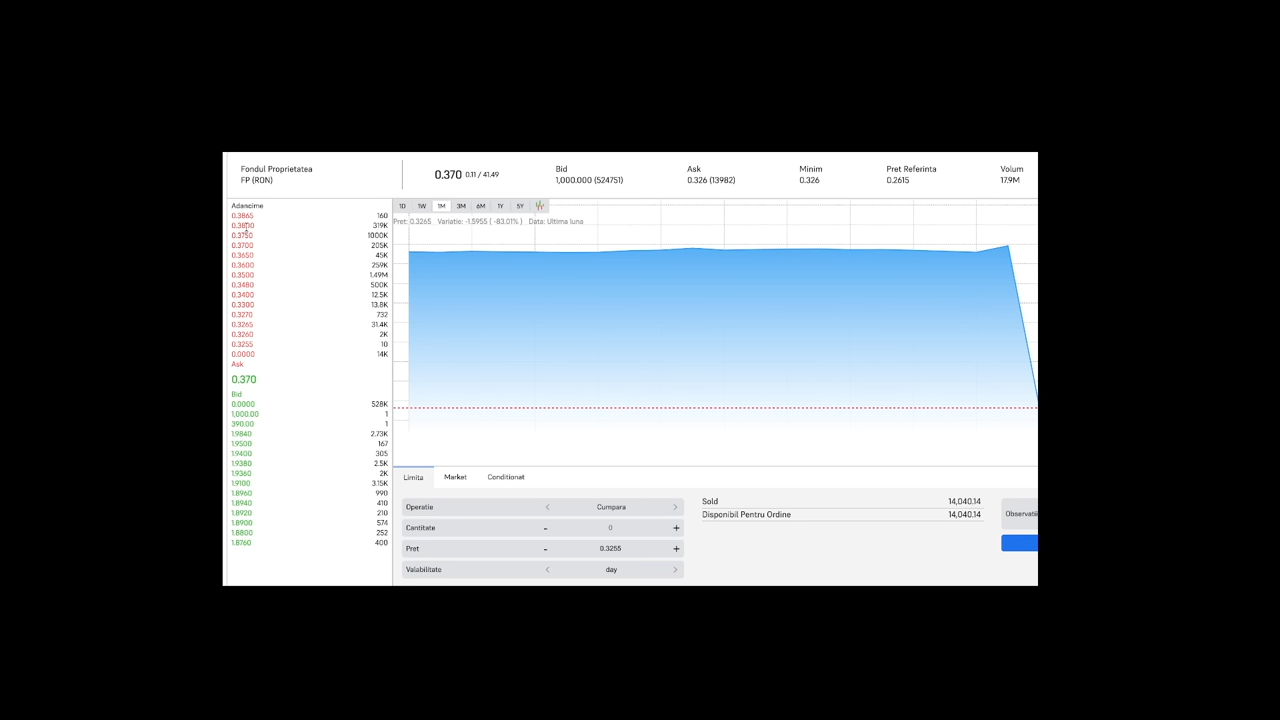 Fondul Proprietatea
FP (RON)
0.370 0.11 / 41.49
Bid
1,000.000 (524751)
Ask
0.326 (13982)
Minim
0.326
Pret Referinta
0.2615
Volum
17.9M
Adancime
0.3865 160
0.3800 319K
0.3750 1000K
0.3700 205K
0.3650 45K
0.3600 259K
0.3500 1.49M
0.3480 500K
0.3400 12.5K
0.3300 13.8K
0.3270 732
0.3265 31.4K
0.3260 2K
0.3255 10
0.0000 14K
Ask
0.370
Bid
0.0000 528K
1,000.00 1
390.00 1
1.9840 2.73K
1.9500 167
1.9400 305
1.9380 2.5K
1.9360 2K
1.9100 3.15K
1.8960 990
1.8940 410
1.8920 210
1.8900 574
1.8800 252
1.8760 400
1D 1W 1M 3M 6M 1Y 5Y
Pret: 0.3265 Variatie: -1.5955 ( -83.01% ) Data: Ultima luna
Limita Market Conditionat
Operatie < Cumpara >
Cantitate - 0 +
Pret - 0.3255 +
Valabilitate < day >
Sold 14,040.14
Disponibil Pentru Ordine 14,040.14
Observatii